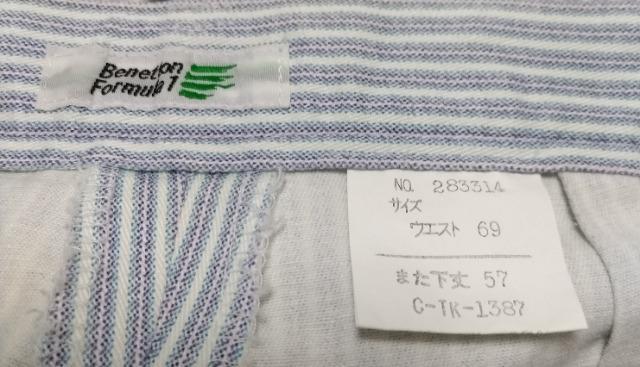 Benetton
Formula 1
NO. 283314
サイズ
ウエスト 69
また下丈 57
C-TK-1387